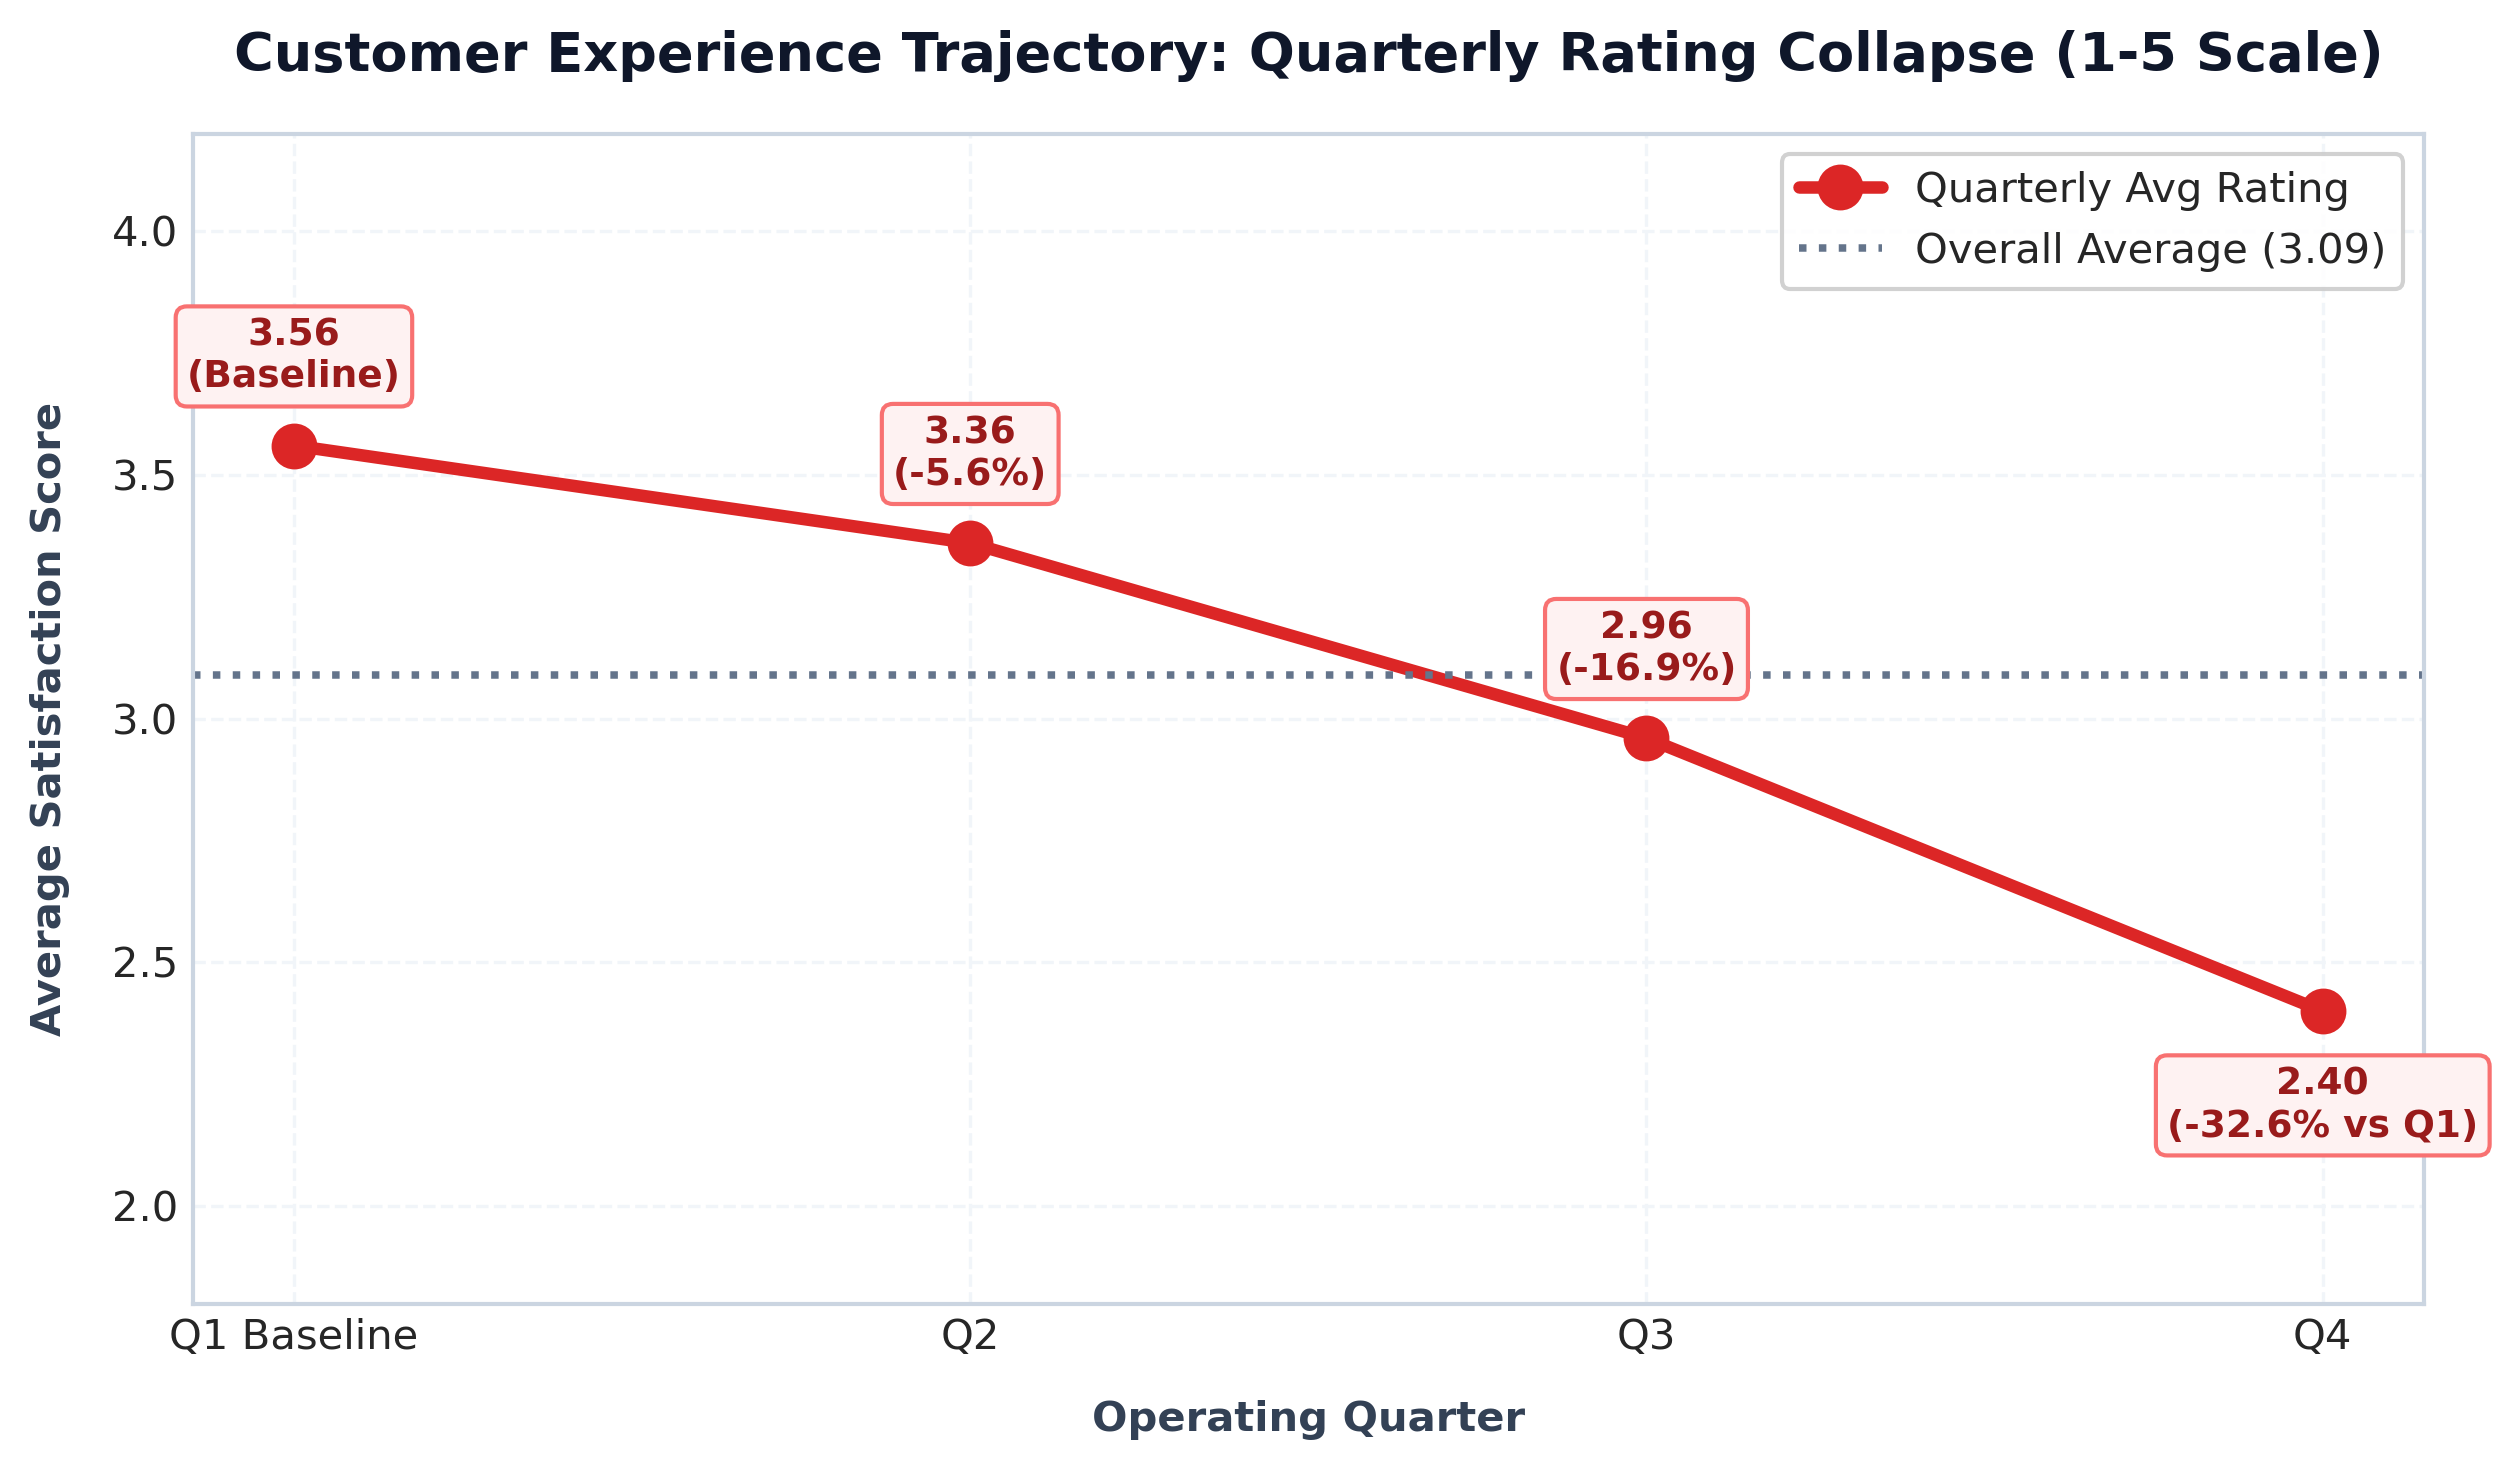 Customer Experience Trajectory: Quarterly Rating Collapse (1-5 Scale)
Quarterly Avg Rating
Overall Average (3.09)
Average Satisfaction Score
4.0
3.5
3.0
2.5
2.0
3.56
(Baseline)
3.36
(-5.6%)
2.96
(-16.9%)
2.40
(-32.6% vs Q1)
Q1 Baseline
Q2
Q3
Q4
Operating Quarter